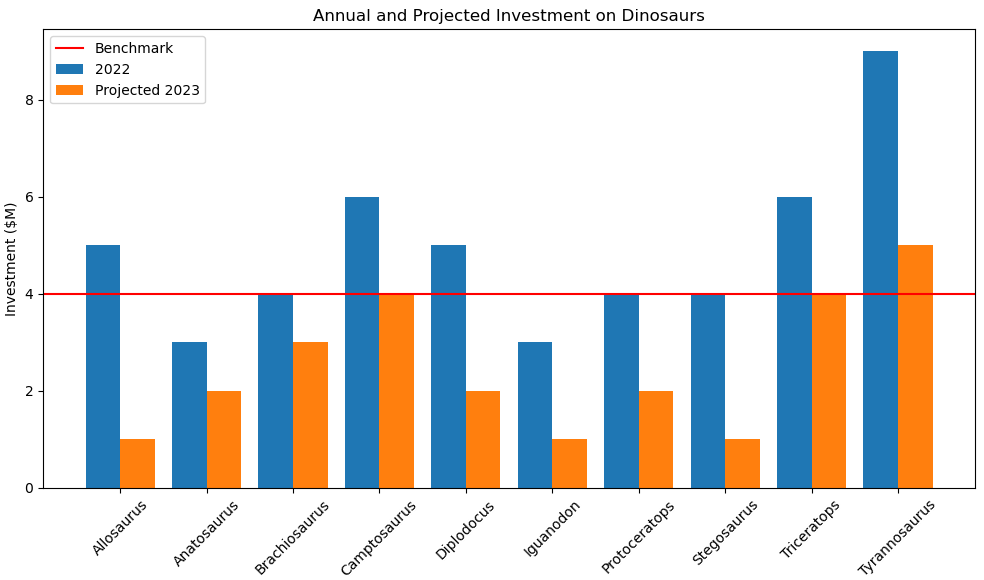 Annual and Projected Investment on Dinosaurs
Benchmark
2022
Projected 2023
Investment ($M)
8
6
4
2
0
Allosaurus
Anatosaurus
Brachiosaurus
Camptosaurus
Diplodocus
Iguanodon
Protoceratops
Stegosaurus
Triceratops
Tyrannosaurus